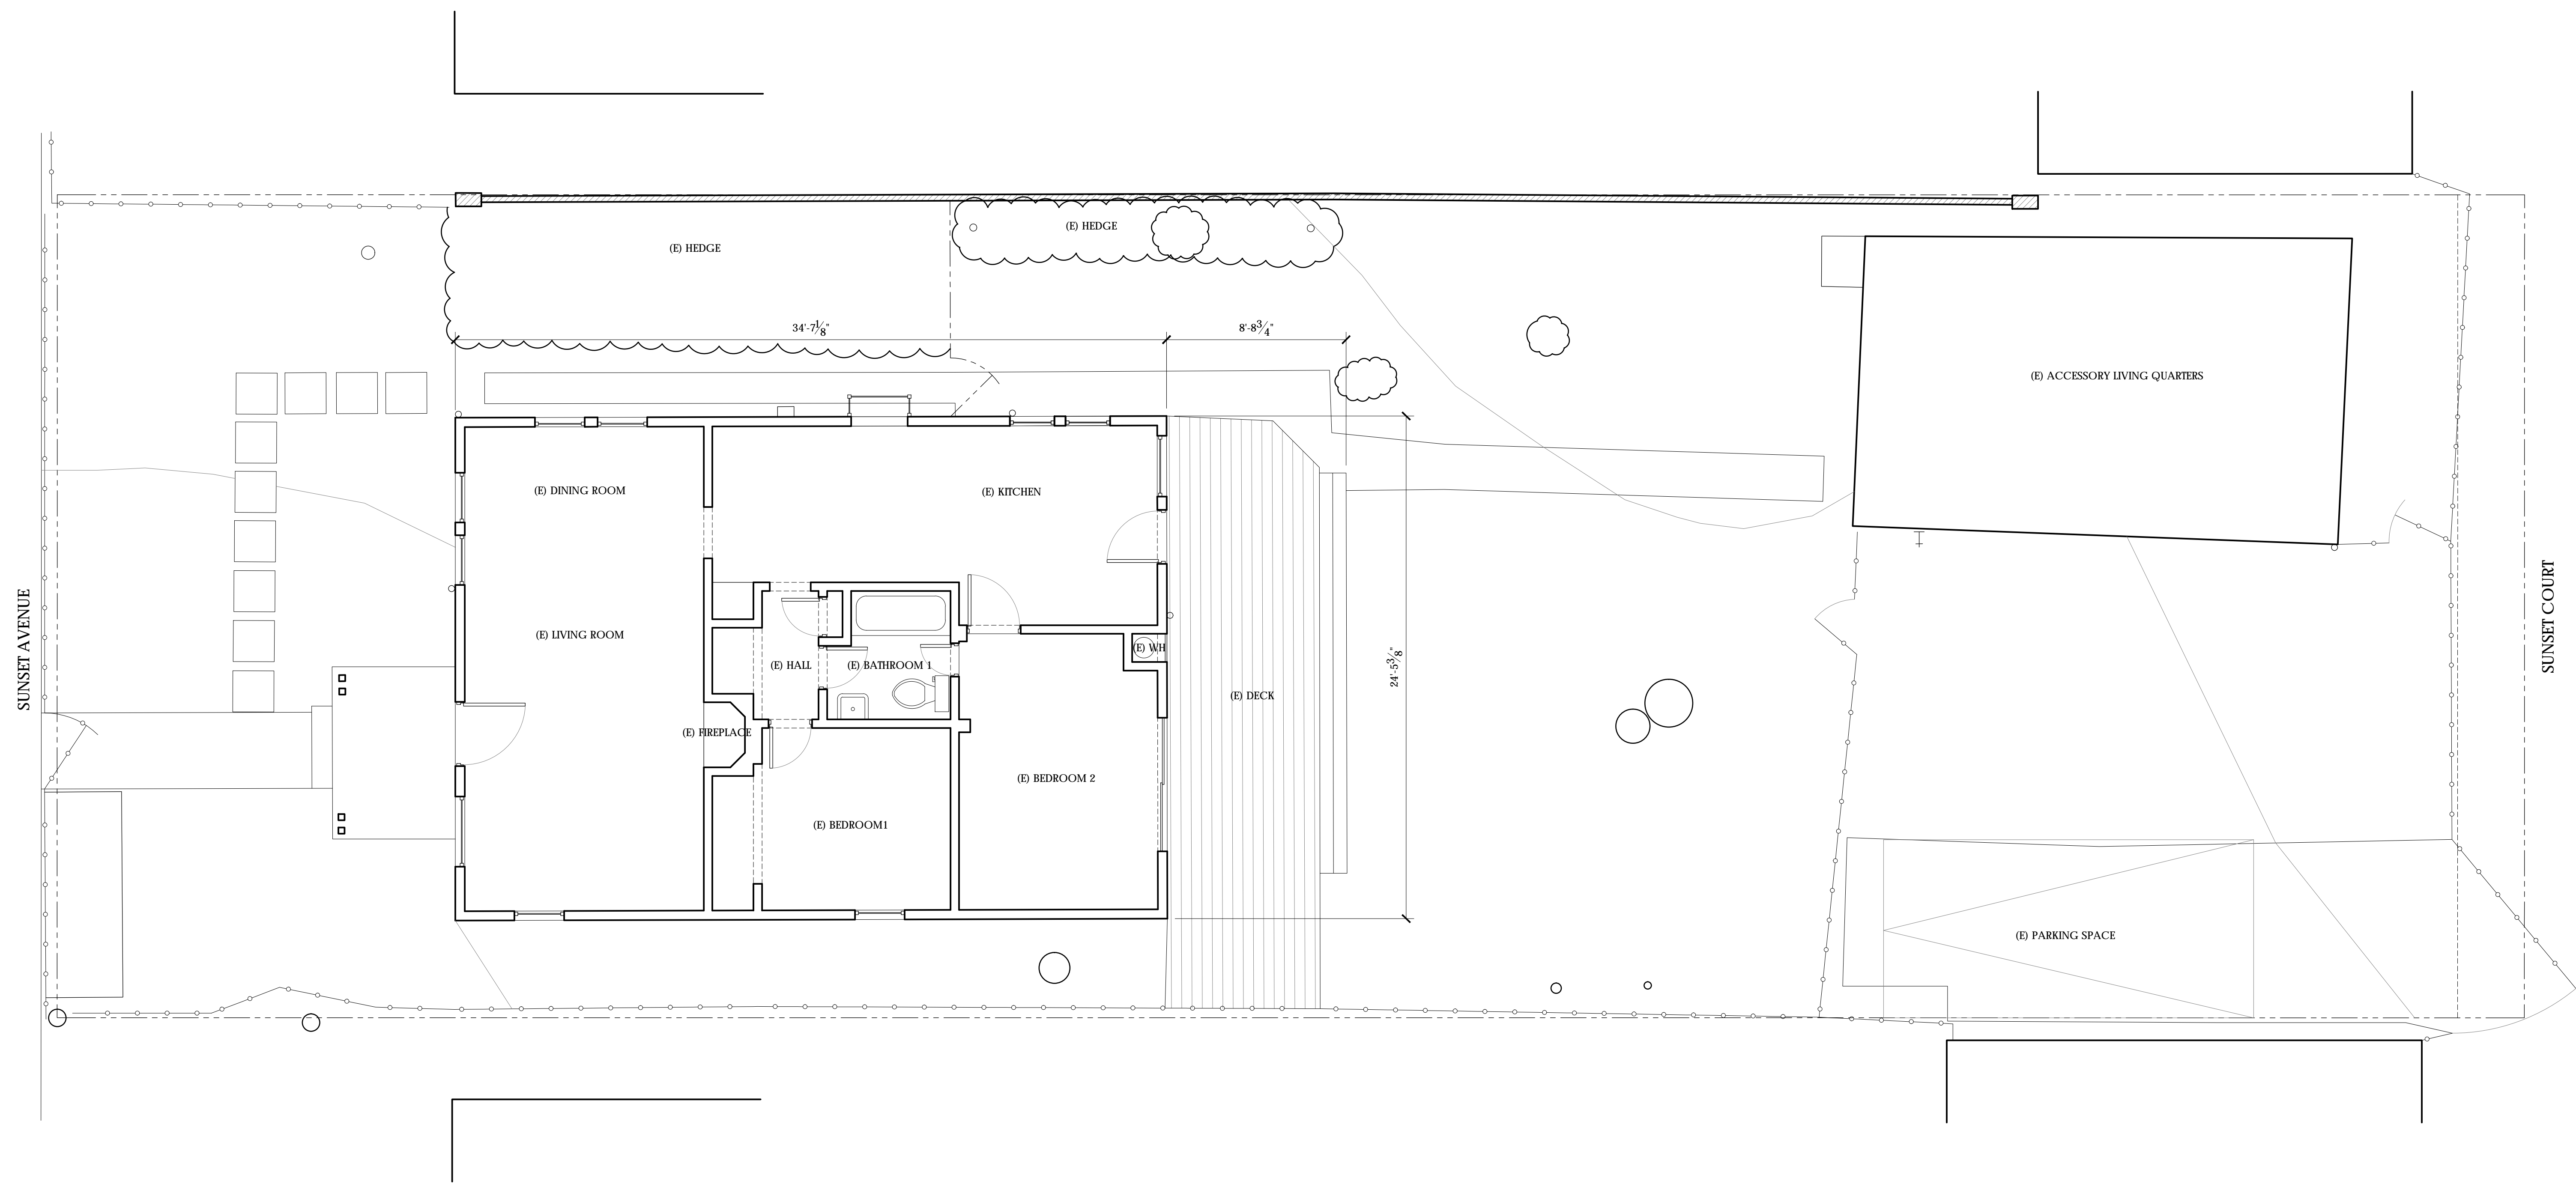 (E) HEDGE
(E) HEDGE
34'-7 1/8"
8'-8 3/4"
(E) ACCESSORY LIVING QUARTERS
(E) DINING ROOM
(E) KITCHEN
SUNSET AVENUE
(E) LIVING ROOM
(E) HALL
(E) BATHROOM 1
(E) WH
24'-5 3/8"
SUNSET COURT
(E) DECK
(E) FIREPLACE
(E) BEDROOM 2
(E) BEDROOM1
(E) PARKING SPACE